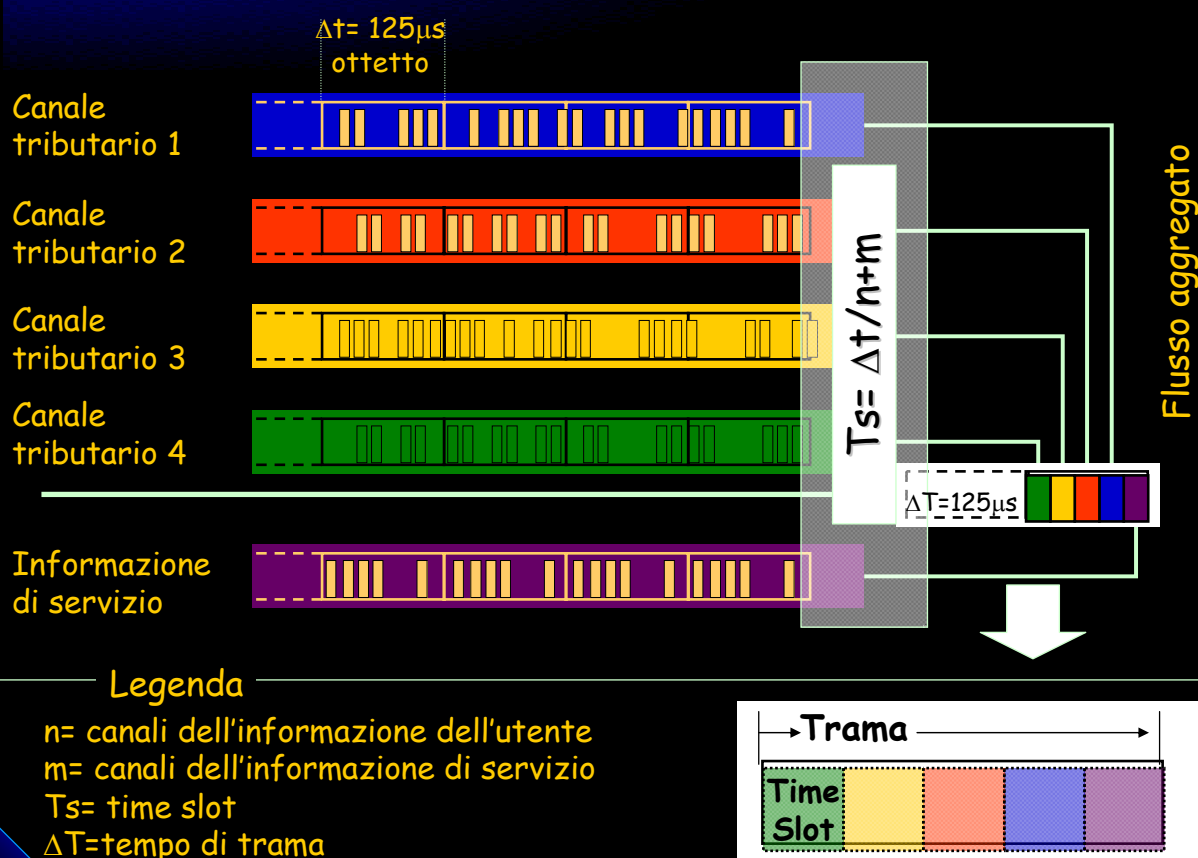 Δt= 125μs
ottetto
Canale
tributario 1
Canale
tributario 2
Canale
tributario 3
Canale
tributario 4
Informazione
di servizio
Ts= Δt/n+m
Flusso aggregato
ΔT=125μs
Legenda
n= canali dell'informazione dell'utente
m= canali dell'informazione di servizio
Ts= time slot
ΔT=tempo di trama
Trama
Time
Slot